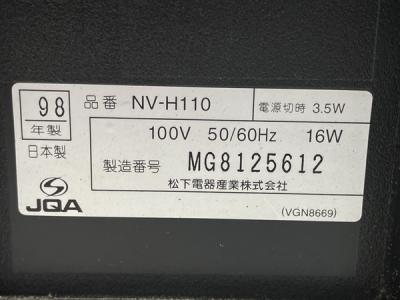 98 年製
日本製
品番 NV-H110
電源切時 3.5W
100V 50/60Hz 16W
製造番号 MG8125612
松下電器産業株式会社
JQA
(VGN8669)